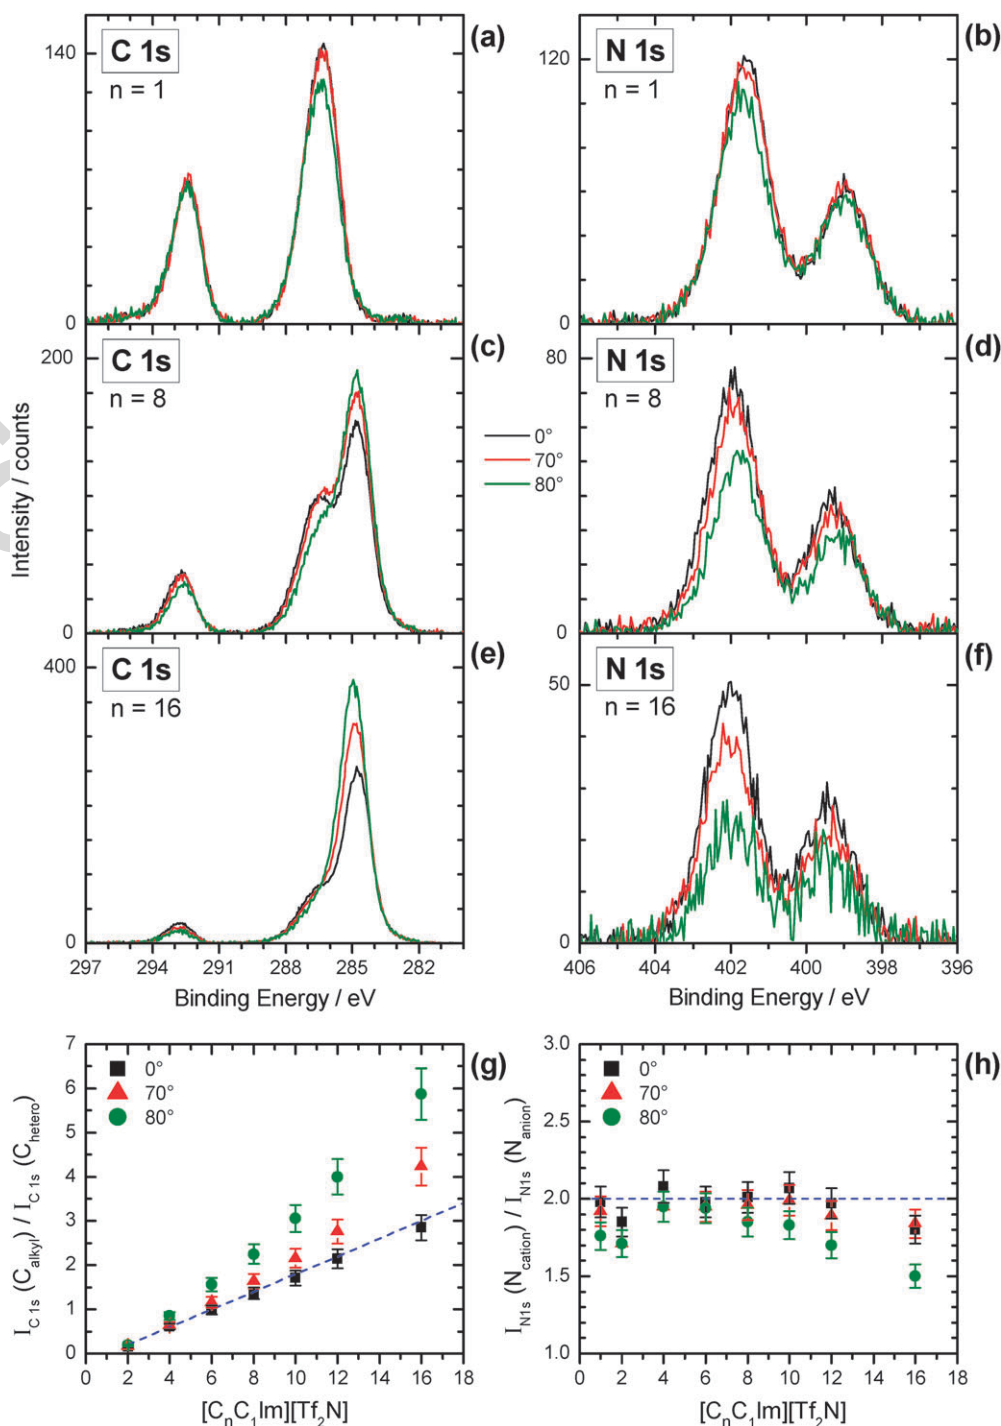 C 1s
n = 1
(a)
140
0
N 1s
n = 1
(b)
120
0
C 1s
n = 8
(c)
200
0
0°
70°
80°
N 1s
n = 8
(d)
80
0
C 1s
n = 16
(e)
400
0
N 1s
n = 16
(f)
50
0
Intensity / counts
297 294 291 288 285 282
Binding Energy / eV
406 404 402 400 398 396
Binding Energy / eV
(g)
0°
70°
80°
7
6
5
4
3
2
1
0
I C 1s (C alkyl) / I C 1s (C hetero)
0 2 4 6 8 10 12 14 16 18
[CnC1Im][Tf2N]
(h)
0°
70°
80°
3.0
2.5
2.0
1.5
1.0
I N1s (N cation) / I N1s (N anion)
0 2 4 6 8 10 12 14 16 18
[CnC1Im][Tf2N]